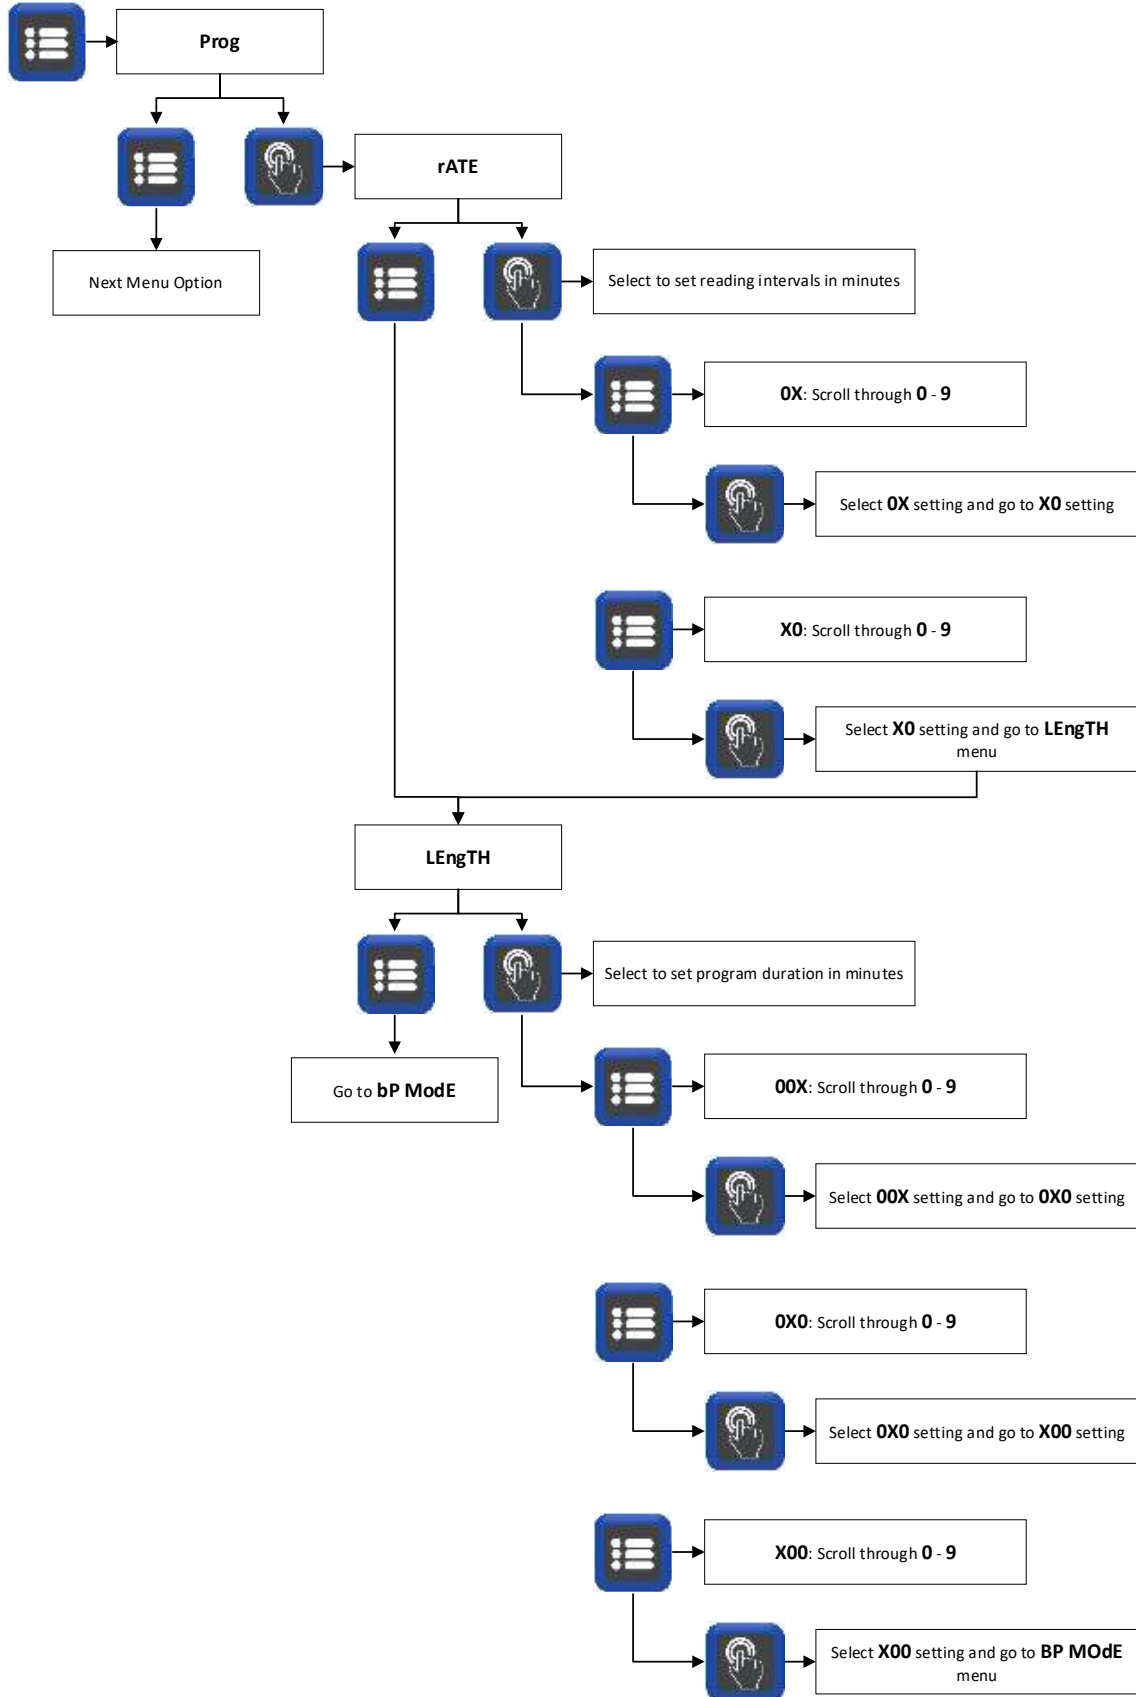 Prog
rATE
Next Menu Option
Select to set reading intervals in minutes
0X: Scroll through 0 - 9
Select 0X setting and go to X0 setting
X0: Scroll through 0 - 9
Select X0 setting and go to LEngTH
menu
LEngTH
Select to set program duration in minutes
Go to bP ModE
00X: Scroll through 0 - 9
Select 00X setting and go to 0X0 setting
0X0: Scroll through 0 - 9
Select 0X0 setting and go to X00 setting
X00: Scroll through 0 - 9
Select X00 setting and go to BP MOdE
menu